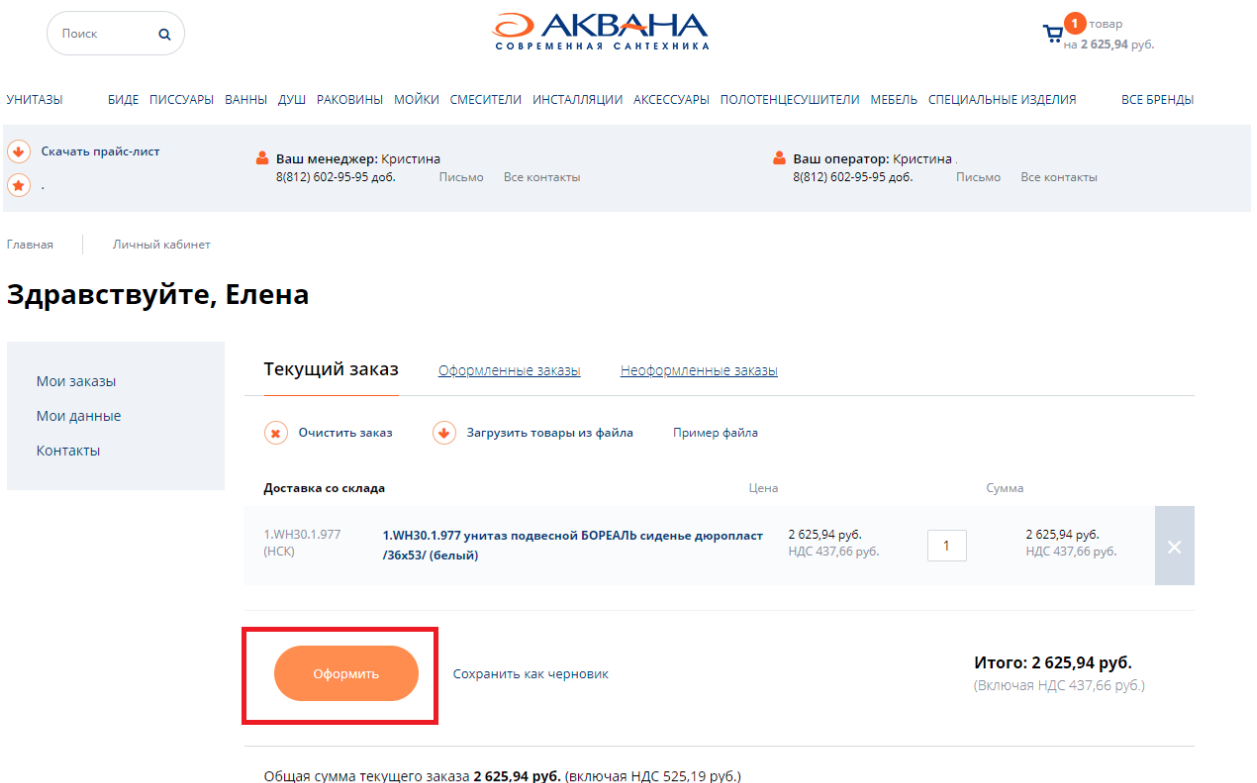 Поиск
АКВАНА
СОВРЕМЕННАЯ САНТЕХНИКА
1 товар
на 2 625,94 руб.
УНИТАЗЫ БИДЕ ПИССУАРЫ ВАННЫ ДУШ РАКОВИНЫ МОЙКИ СМЕСИТЕЛИ ИНСТАЛЛЯЦИИ АКСЕССУАРЫ ПОЛОТЕНЦЕСУШИТЕЛИ МЕБЕЛЬ СПЕЦИАЛЬНЫЕ ИЗДЕЛИЯ ВСЕ БРЕНДЫ
Скачать прайс-лист
.
Ваш менеджер: Кристина
8(812) 602-95-95 доб. Письмо Все контакты
Ваш оператор: Кристина .
8(812) 602-95-95 доб. Письмо Все контакты
Главная Личный кабинет
Здравствуйте, Елена
Мои заказы
Мои данные
Контакты
Текущий заказ Оформленные заказы Неоформленные заказы
Очистить заказ Загрузить товары из файла Пример файла
Доставка со склада Цена Сумма
1.WH30.1.977 1.WH30.1.977 унитаз подвесной БОРЕАЛЬ сиденье дюропласт 2 625,94 руб. 1 2 625,94 руб.
(НСК) /36x53/ (белый) НДС 437,66 руб. НДС 437,66 руб.
Оформить Сохранить как черновик
Итого: 2 625,94 руб.
(Включая НДС 437,66 руб.)
Общая сумма текущего заказа 2 625,94 руб. (включая НДС 525,19 руб.)